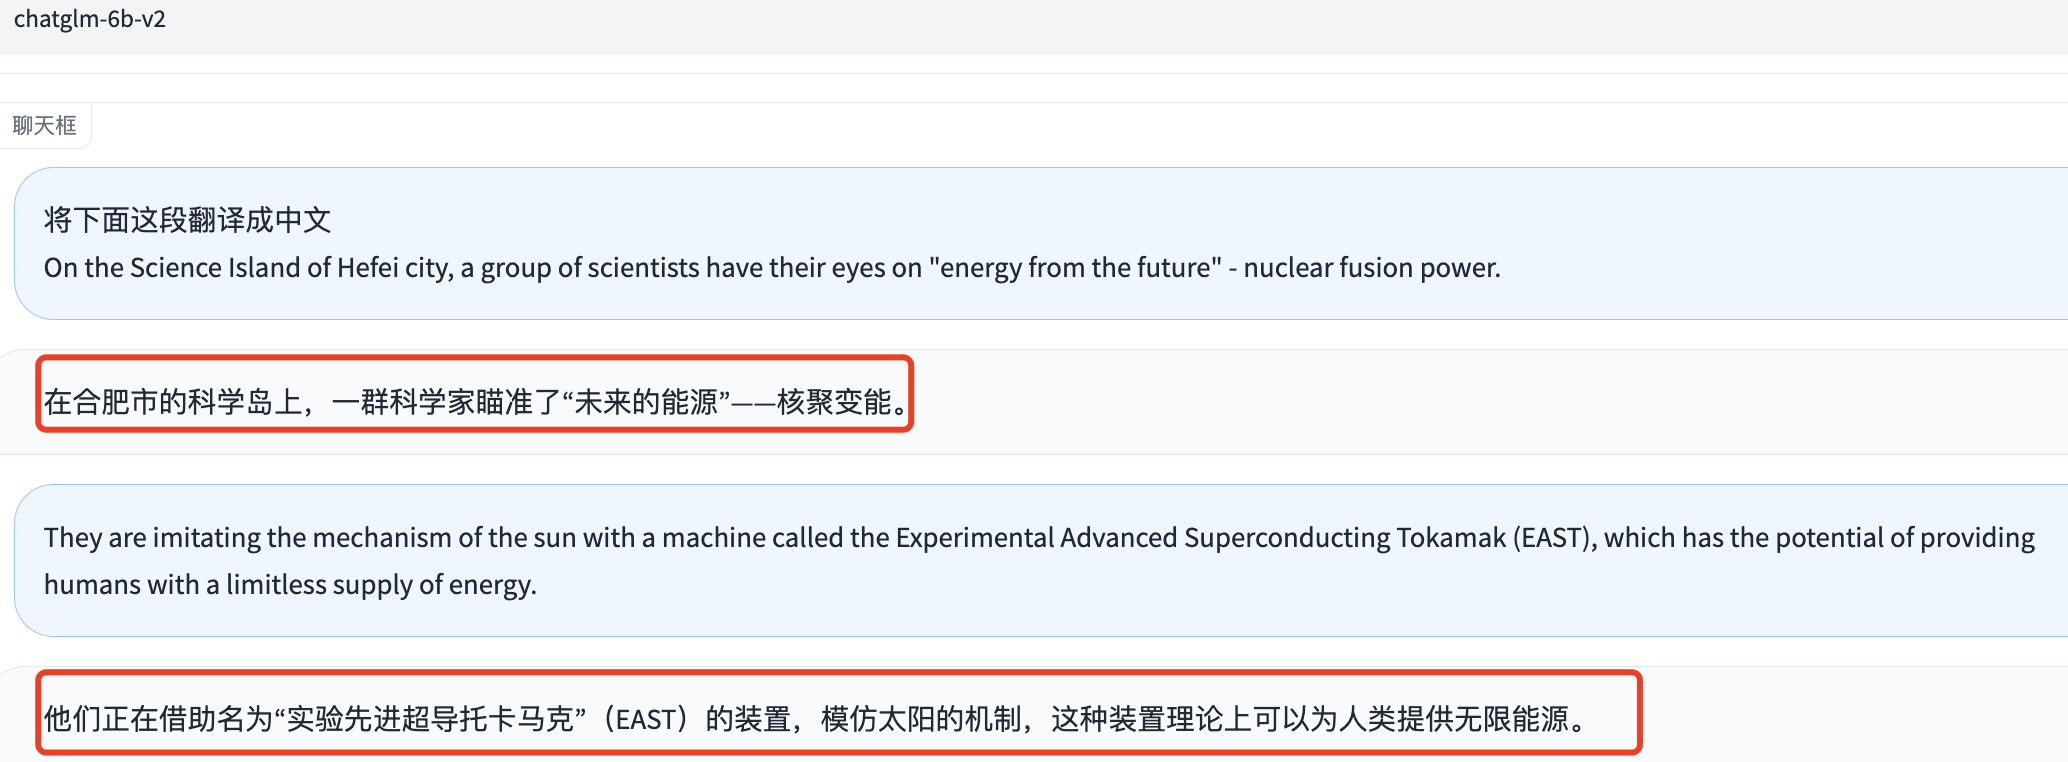 chatglm-6b-v2
聊天框
将下面这段翻译成中文
On the Science Island of Hefei city, a group of scientists have their eyes on "energy from the future" - nuclear fusion power.
在合肥市的科学岛上，一群科学家瞄准了“未来的能源”——核聚变能。
They are imitating the mechanism of the sun with a machine called the Experimental Advanced Superconducting Tokamak (EAST), which has the potential of providing
humans with a limitless supply of energy.
他们正在借助名为“实验先进超导托卡马克”（EAST）的装置，模仿太阳的机制，这种装置理论上可以为人类提供无限能源。